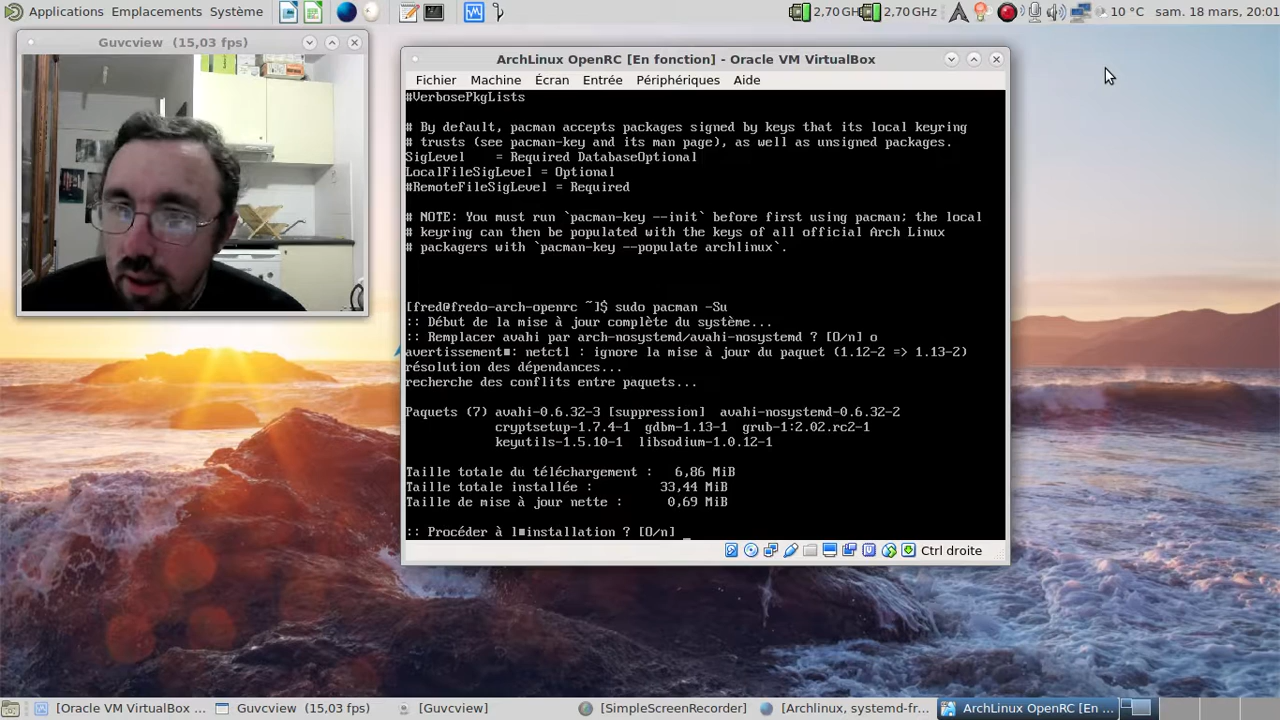 Applications Emplacements Système
2,70 GHz 2,70 GHz
10 °C sam. 18 mars, 20:01
Guvcview (15,03 fps)
ArchLinux OpenRC [En fonction] - Oracle VM VirtualBox
Fichier Machine Écran Entrée Périphériques Aide
#VerbosePkgLists
# By default, pacman accepts packages signed by keys that its local keyring
# trusts (see pacman-key and its man page), as well as unsigned packages.
SigLevel    = Required DatabaseOptional
LocalFileSigLevel = Optional
#RemoteFileSigLevel = Required
# NOTE: You must run `pacman-key --init` before first using pacman; the local
# keyring can then be populated with the keys of all official Arch Linux
# packagers with `pacman-key --populate archlinux`.
[fred@fredo-arch-openrc ~]$ sudo pacman -Su
:: Début de la mise à jour complète du système...
:: Remplacer avahi par arch-nosystemd/avahi-nosystemd ? [O/n] o
avertissement■: netctl : ignore la mise à jour du paquet (1.12-2 => 1.13-2)
résolution des dépendances...
recherche des conflits entre paquets...
Paquets (7) avahi-0.6.32-3 [suppression]  avahi-nosystemd-0.6.32-2
cryptsetup-1.7.4-1  gdbm-1.13-1  grub-1:2.02.rc2-1
keyutils-1.5.10-1  libsodium-1.0.12-1
Taille totale du téléchargement :   6,86 MiB
Taille totale installée :         33,44 MiB
Taille de mise à jour nette :      0,69 MiB
:: Procéder à l■installation ? [O/n] _
Ctrl droite
[Oracle VM VirtualBox ... Guvcview (15,03 fps) [Guvcview] [SimpleScreenRecorder] [Archlinux, systemd-fr... ArchLinux OpenRC [En ...